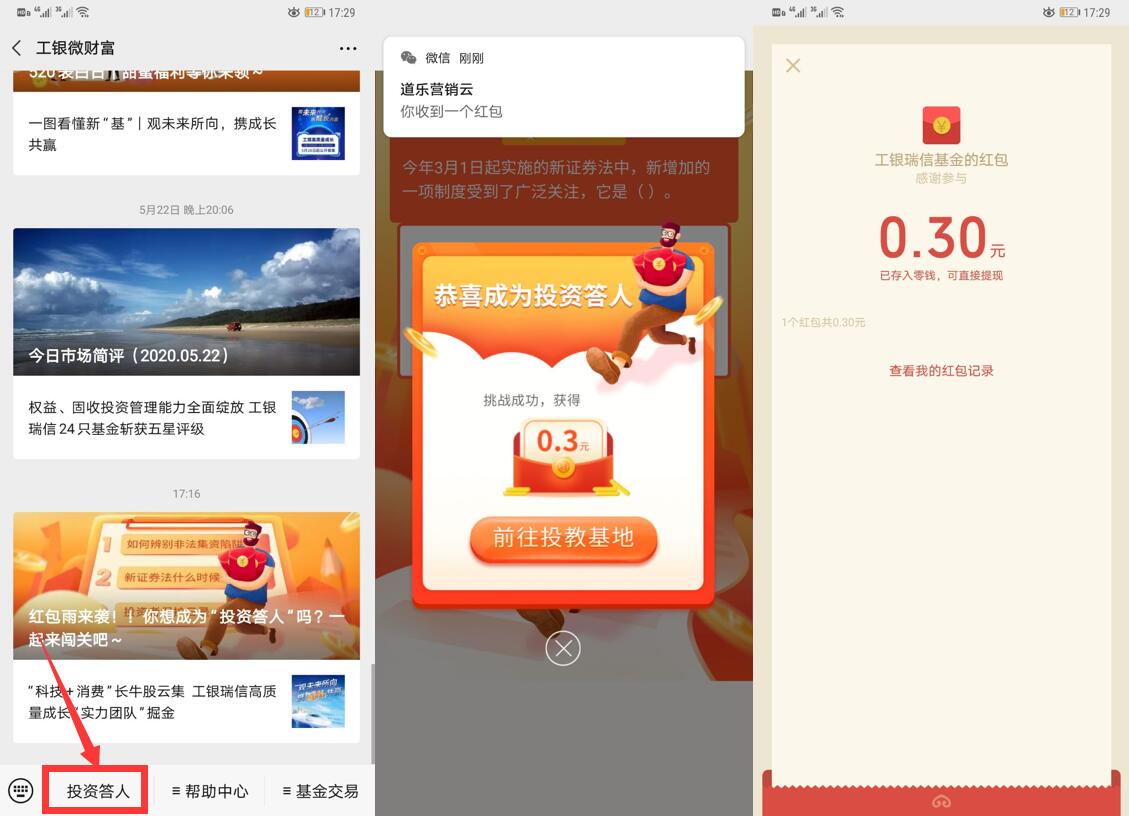 17:29
工银微财富
520表白日 甜蜜福利等你来领~
一图看懂新“基”｜观未来所向，携成长
共赢
5月22日 晚上20:06
今日市场简评（2020.05.22）
权益、固收投资管理能力全面绽放 工银
瑞信24只基金斩获五星评级
17:16
1 如何辨别非法集资陷阱
2 新证券法什么时候
红包雨来袭！！你想成为“投资答人”吗？一
起来闯关吧~
“科技+消费”长牛股云集 工银瑞信高质
量成长“实力团队”掘金
投资答人
帮助中心
基金交易
12 17:29
微信 刚刚
道乐营销云
你收到一个红包
今年3月1日起实施的新证券法中，新增加的
一项制度受到了广泛关注，它是（ ）。
恭喜成为投资答人
挑战成功，获得
0.3元
前往投教基地
12 17:29
工银瑞信基金的红包
感谢参与
0.30元
已存入零钱，可直接提现
1个红包共0.30元
查看我的红包记录